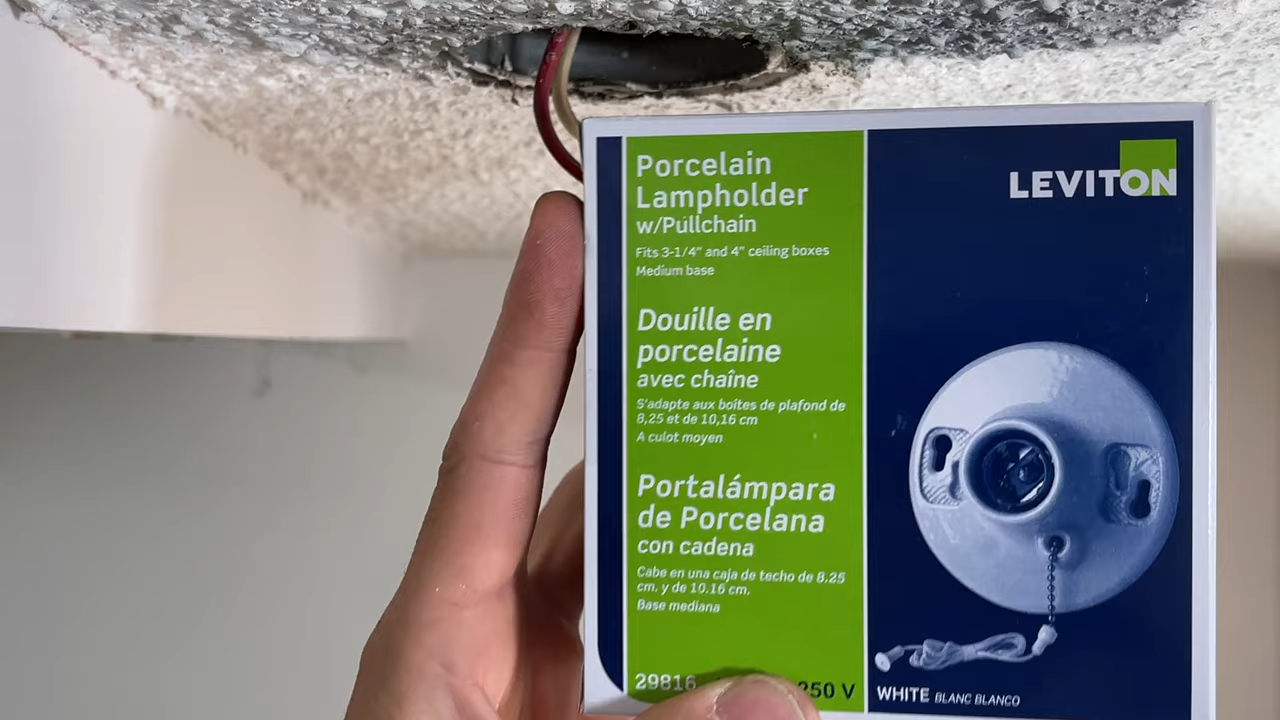 Porcelain
Lampholder
w/Pullchain
Fits 3-1/4" and 4" ceiling boxes
Medium base
Douille en
porcelaine
avec chaîne
S'adapte aux boîtes de plafond de
8,25 et de 10,16 cm
A culot moyen
Portalámpara
de Porcelana
con cadena
Cabe en una caja de techo de 8.25
cm. y de 10.16 cm.
Base mediana
29816
250 V
LEVITON
WHITE BLANC BLANCO